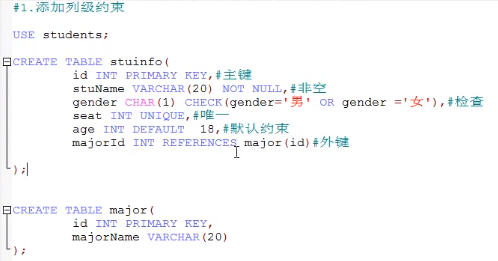 #1.添加列级约束
USE students;
CREATE TABLE stuinfo(
id INT PRIMARY KEY,#主键
stuName VARCHAR(20) NOT NULL,#非空
gender CHAR(1) CHECK(gender='男' OR gender ='女'),#检查
seat INT UNIQUE,#唯一
age INT DEFAULT  18,#默认约束
majorId INT REFERENCES major(id)#外键
);
CREATE TABLE major(
id INT PRIMARY KEY,
majorName VARCHAR(20)
);